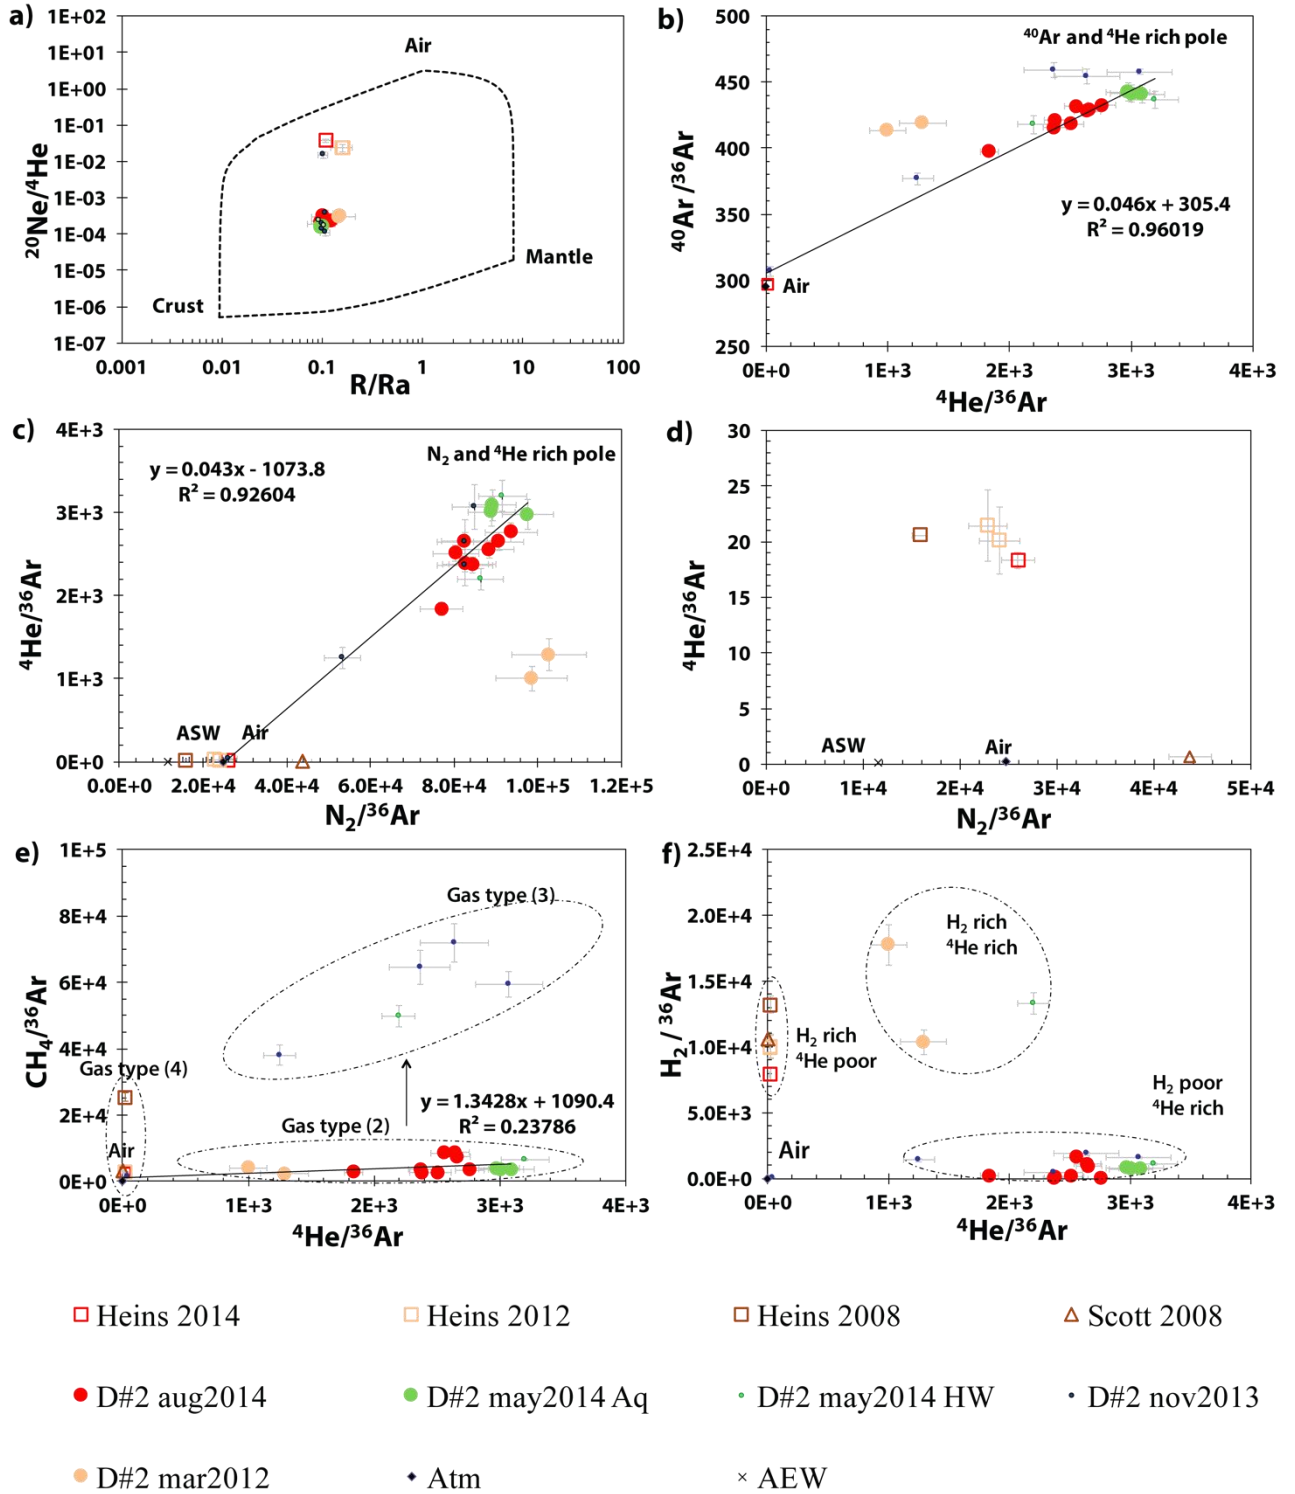 a)
1E+02
1E+01
1E+00
1E-01
1E-02
1E-03
1E-04
1E-05
1E-06
1E-07
²⁰Ne/⁴He
Air
Mantle
Crust
0.001 0.01 0.1 1 10 100
R/Ra
b)
500
450
400
350
300
250
⁴⁰Ar/³⁶Ar
⁴⁰Ar and ⁴He rich pole
y = 0.046x + 305.4
R² = 0.96019
Air
0E+0 1E+3 2E+3 3E+3 4E+3
⁴He/³⁶Ar
c)
4E+3
3E+3
2E+3
1E+3
0E+0
⁴He/³⁶Ar
y = 0.043x - 1073.8
R² = 0.92604
N₂ and ⁴He rich pole
ASW Air
0.0E+0 2.0E+4 4.0E+4 6.0E+4 8.0E+4 1.0E+5 1.2E+5
N₂/³⁶Ar
d)
30
25
20
15
10
5
0
⁴He/³⁶Ar
ASW Air
0E+0 1E+4 2E+4 3E+4 4E+4 5E+4
N₂/³⁶Ar
e)
1E+5
8E+4
6E+4
4E+4
2E+4
0E+0
CH₄/³⁶Ar
Gas type (3)
Gas type (4)
y = 1.3428x + 1090.4
R² = 0.23786
Gas type (2)
Air
0E+0 1E+3 2E+3 3E+3 4E+3
⁴He/³⁶Ar
f)
2.5E+4
2.0E+4
1.5E+4
1.0E+4
5.0E+3
0.0E+0
H₂/ ³⁶Ar
H₂ rich
⁴He rich
H₂ rich
⁴He poor
H₂ poor
⁴He rich
Air
0E+0 1E+3 2E+3 3E+3 4E+3
⁴He/³⁶Ar
Heins 2014 Heins 2012 Heins 2008 Scott 2008
D#2 aug2014 D#2 may2014 Aq D#2 may2014 HW D#2 nov2013
D#2 mar2012 Atm AEW